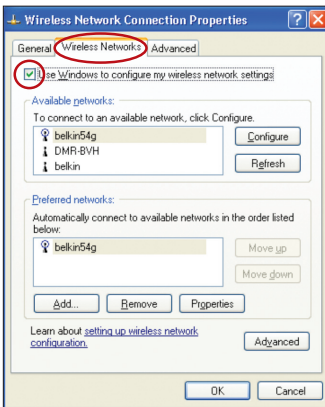 Wireless Network Connection Properties
General Wireless Networks Advanced
Use Windows to configure my wireless network settings
Available networks:
To connect to an available network, click Configure.
belkin54g
DMR-BVH
belkin
Configure
Refresh
Preferred networks:
Automatically connect to available networks in the order listed
below:
belkin54g
Move up
Move down
Add... Remove Properties
Learn about setting up wireless network
configuration.
Advanced
OK Cancel